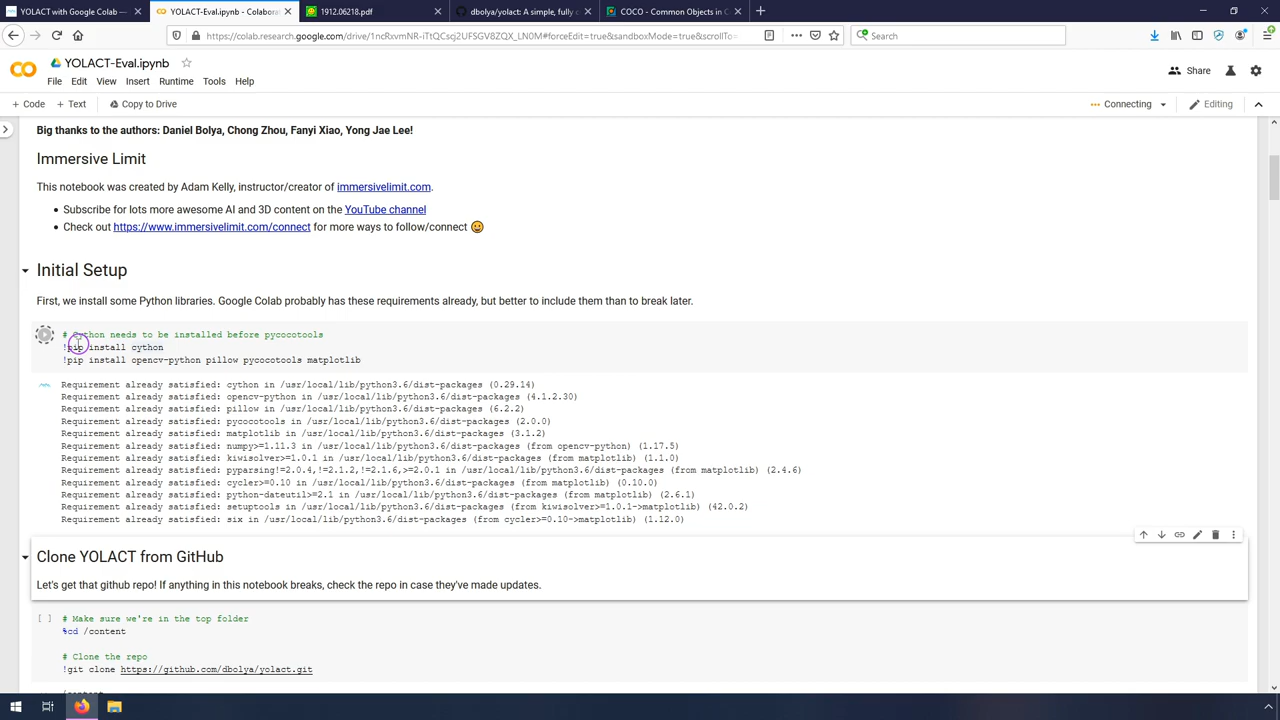 YOLACT with Google Colab —
YOLACT-Eval.ipynb - Colabora
1912.06218.pdf
dbolya/yolact: A simple, fully c
COCO - Common Objects in C
https://colab.research.google.com/drive/1ncRxvmNR-iTtQCscj2UFSGV8ZQX_LN0M#forceEdit=true&sandboxMode=true&scrollTo=
Search
YOLACT-Eval.ipynb
File Edit View Insert Runtime Tools Help
Share
+ Code + Text Copy to Drive
Connecting
Editing
Big thanks to the authors: Daniel Bolya, Chong Zhou, Fanyi Xiao, Yong Jae Lee!
Immersive Limit
This notebook was created by Adam Kelly, instructor/creator of immersivelimit.com.
• Subscribe for lots more awesome AI and 3D content on the YouTube channel
• Check out https://www.immersivelimit.com/connect for more ways to follow/connect 😉
Initial Setup
First, we install some Python libraries. Google Colab probably has these requirements already, but better to include them than to break later.
# Cython needs to be installed before pycocotools
!pip install cython
!pip install opencv-python pillow pycocotools matplotlib
Requirement already satisfied: cython in /usr/local/lib/python3.6/dist-packages (0.29.14)
Requirement already satisfied: opencv-python in /usr/local/lib/python3.6/dist-packages (4.1.2.30)
Requirement already satisfied: pillow in /usr/local/lib/python3.6/dist-packages (6.2.2)
Requirement already satisfied: pycocotools in /usr/local/lib/python3.6/dist-packages (2.0.0)
Requirement already satisfied: matplotlib in /usr/local/lib/python3.6/dist-packages (3.1.2)
Requirement already satisfied: numpy>=1.11.3 in /usr/local/lib/python3.6/dist-packages (from opencv-python) (1.17.5)
Requirement already satisfied: kiwisolver>=1.0.1 in /usr/local/lib/python3.6/dist-packages (from matplotlib) (1.1.0)
Requirement already satisfied: pyparsing!=2.0.4,!=2.1.2,!=2.1.6,>=2.0.1 in /usr/local/lib/python3.6/dist-packages (from matplotlib) (2.4.6)
Requirement already satisfied: cycler>=0.10 in /usr/local/lib/python3.6/dist-packages (from matplotlib) (0.10.0)
Requirement already satisfied: python-dateutil>=2.1 in /usr/local/lib/python3.6/dist-packages (from matplotlib) (2.6.1)
Requirement already satisfied: setuptools in /usr/local/lib/python3.6/dist-packages (from kiwisolver>=1.0.1->matplotlib) (42.0.2)
Requirement already satisfied: six in /usr/local/lib/python3.6/dist-packages (from cycler>=0.10->matplotlib) (1.12.0)
Clone YOLACT from GitHub
Let's get that github repo! If anything in this notebook breaks, check the repo in case they've made updates.
[ ] # Make sure we're in the top folder
%cd /content
# Clone the repo
!git clone https://github.com/dbolya/yolact.git
/content